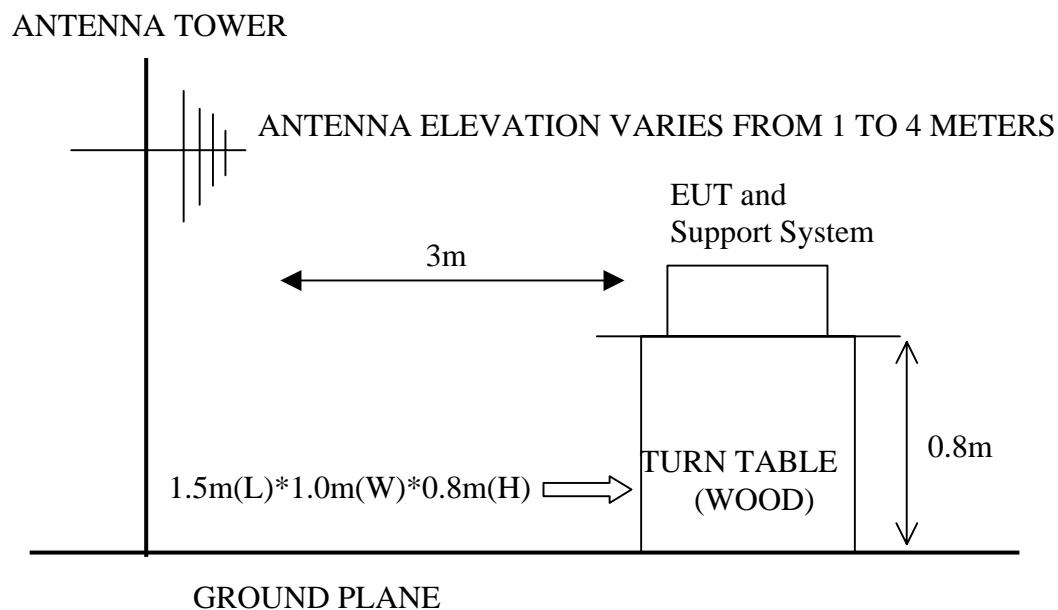 ANTENNA TOWER
ANTENNA ELEVATION VARIES FROM 1 TO 4 METERS
EUT and
Support System
3m
0.8m
TURN TABLE
(WOOD)
1.5m(L)*1.0m(W)*0.8m(H)
GROUND PLANE